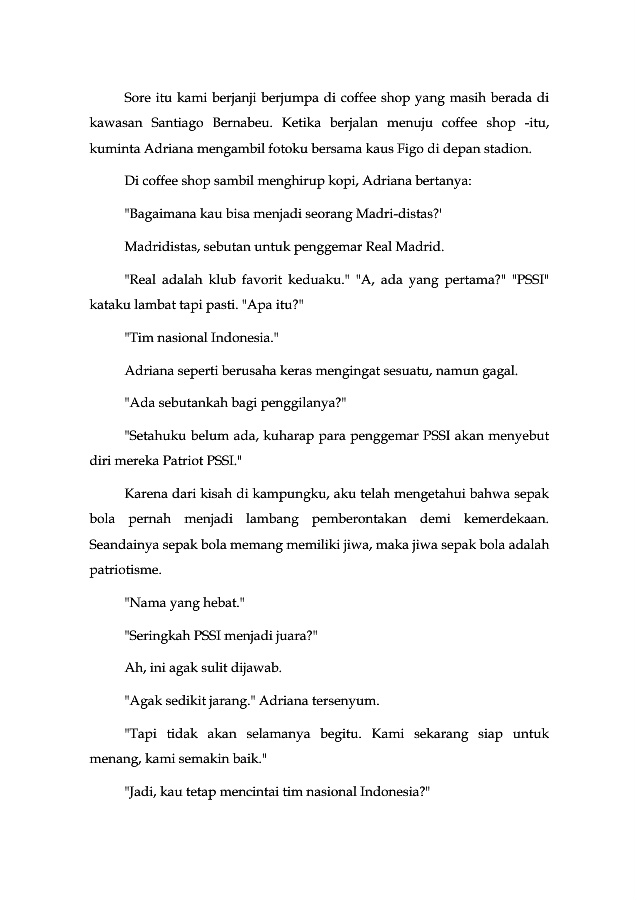 Sore itu kami berjanji berjumpa di coffee shop yang masih berada di
kawasan Santiago Bernabeu. Ketika berjalan menuju coffee shop -itu,
kuminta Adriana mengambil fotoku bersama kaus Figo di depan stadion.
Di coffee shop sambil menghirup kopi, Adriana bertanya:
"Bagaimana kau bisa menjadi seorang Madri-distas?'
Madridistas, sebutan untuk penggemar Real Madrid.
"Real adalah klub favorit keduaku." "A, ada yang pertama?" "PSSI"
kataku lambat tapi pasti. "Apa itu?"
"Tim nasional Indonesia."
Adriana seperti berusaha keras mengingat sesuatu, namun gagal.
"Ada sebutankah bagi penggilanya?"
"Setahuku belum ada, kuharap para penggemar PSSI akan menyebut
diri mereka Patriot PSSI."
Karena dari kisah di kampungku, aku telah mengetahui bahwa sepak
bola pernah menjadi lambang pemberontakan demi kemerdekaan.
Seandainya sepak bola memang memiliki jiwa, maka jiwa sepak bola adalah
patriotisme.
"Nama yang hebat."
"Seringkah PSSI menjadi juara?"
Ah, ini agak sulit dijawab.
"Agak sedikit jarang." Adriana tersenyum.
"Tapi tidak akan selamanya begitu. Kami sekarang siap untuk
menang, kami semakin baik."
"Jadi, kau tetap mencintai tim nasional Indonesia?"